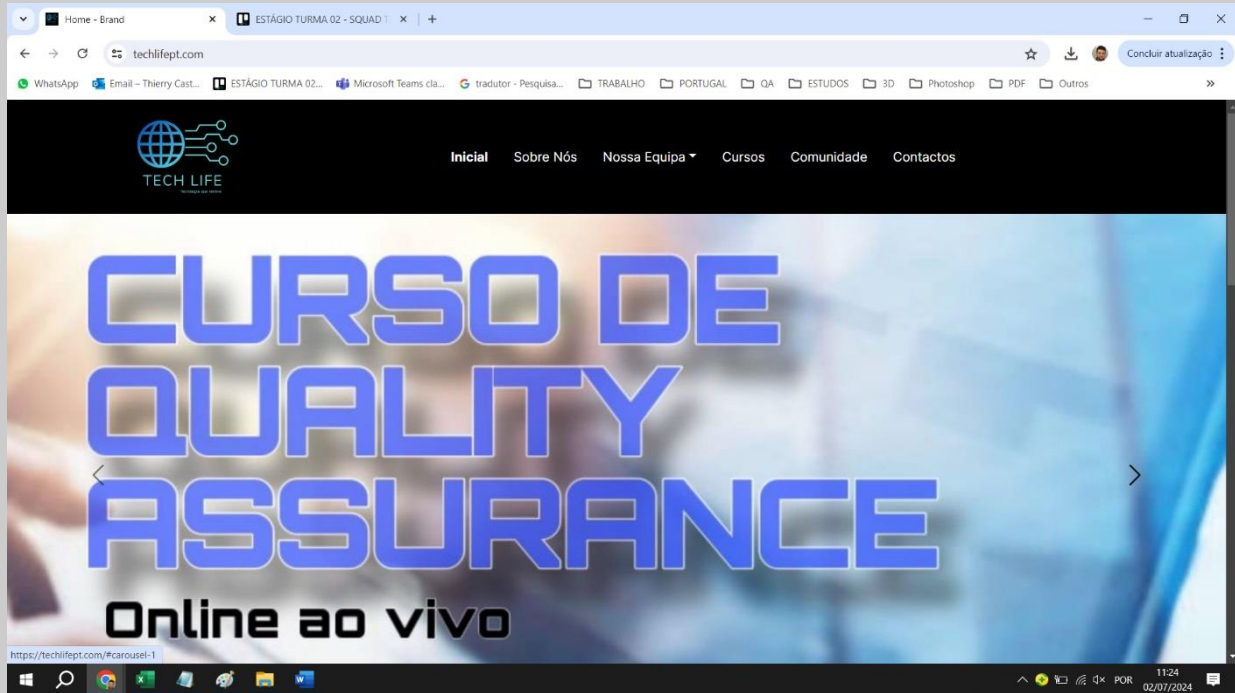 Home - Brand
ESTÁGIO TURMA 02 - SQUAD T
techlifept.com
Concluir atualização
WhatsApp Email – Thierry Cast... ESTÁGIO TURMA 02... Microsoft Teams cla... tradutor - Pesquisa... TRABALHO PORTUGAL QA ESTUDOS 3D Photoshop PDF Outros
Inicial Sobre Nós Nossa Equipa Cursos Comunidade Contactos
TECH LIFE
CURSO DE
QUALITY
ASSURANCE
Online ao vivo
https://techlifept.com/#carousel-1
POR
11:24
02/07/2024